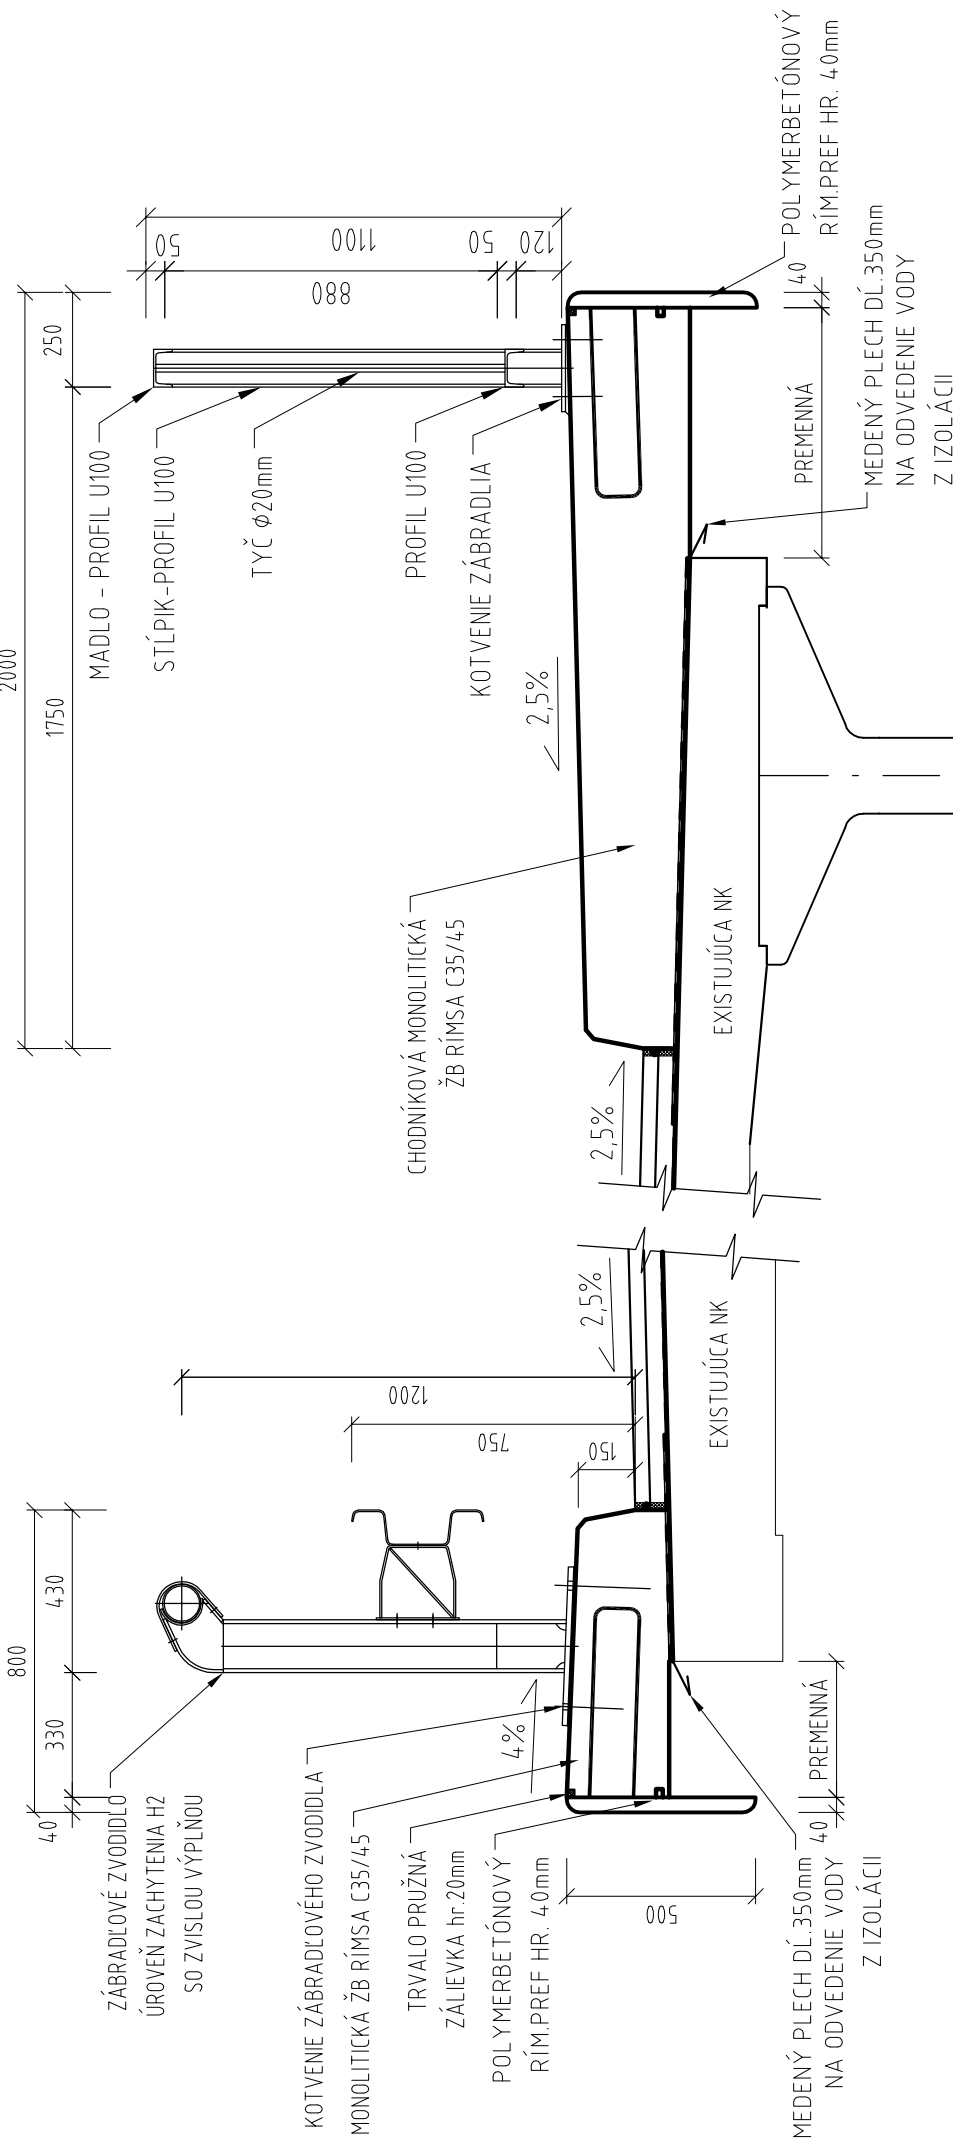 2000
1750
250
MADLO - PROFIL U100
STĹPIK-PROFIL U100
TYČ ϕ20mm
PROFIL U100
KOTVENIE ZÁBRADLIA
50
880
50
120
1100
2,5%
CHODNÍKOVÁ MONOLITICKÁ
ŽB RÍMSA C35/45
2,5%
EXISTUJÚCA NK
POLYMERBETÓNOVÝ
RÍM.PREF HR. 40mm
40
PREMENNÁ
MEDENÝ PLECH DĹ.350mm
NA ODVEDENIE VODY
Z IZOLÁCII
800
40
330
430
ZÁBRADĽOVÉ ZVODIDLO
ÚROVEŇ ZACHYTENIA H2
SO ZVISLOU VÝPLŇOU
1200
750
150
2,5%
EXISTUJÚCA NK
4%
KOTVENIE ZÁBRADĽOVÉHO ZVODIDLA
MONOLITICKÁ ŽB RÍMSA C35/45
TRVALO PRUŽNÁ
ZÁLIEVKA hr.20mm
POLYMERBETÓNOVÝ
RÍM.PREF HR. 40mm
500
40
PREMENNÁ
MEDENÝ PLECH DĹ.350mm
NA ODVEDENIE VODY
Z IZOLÁCII